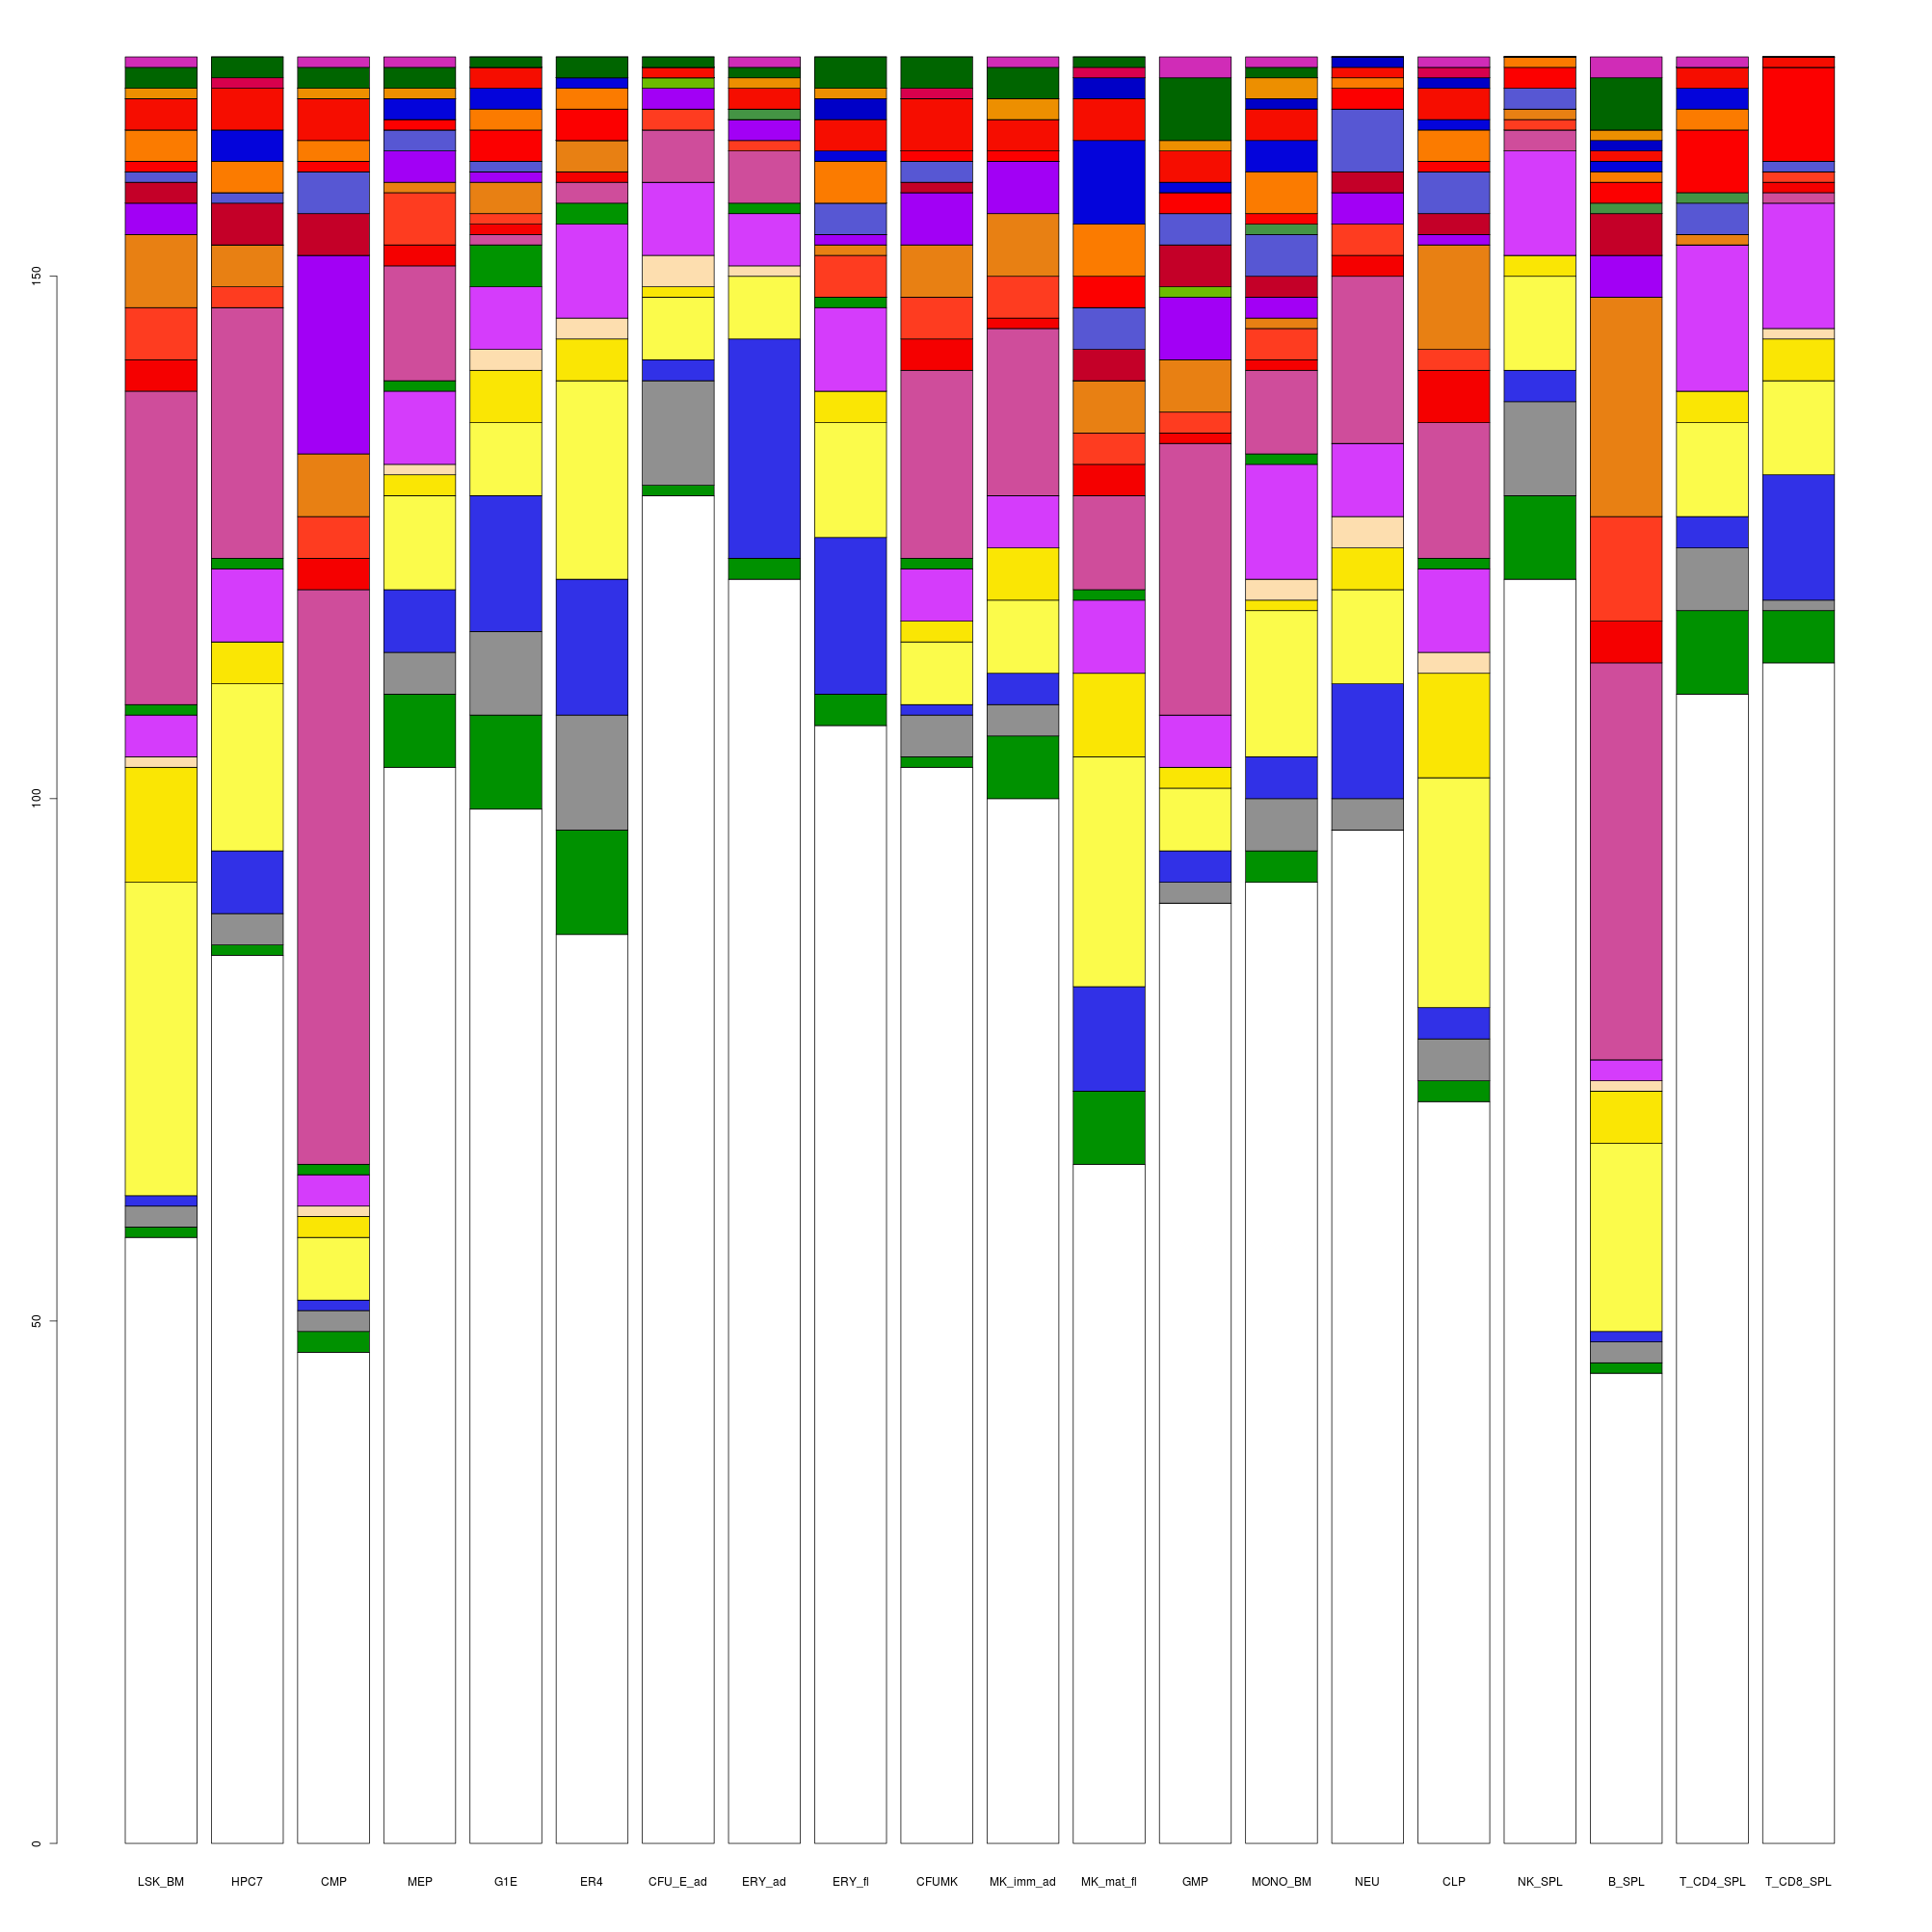 150
100
50
0
LSK_BM HPC7 CMP MEP G1E ER4 CFU_E_ad ERY_ad ERY_fl CFUMK MK_imm_ad MK_mat_fl GMP MONO_BM NEU CLP NK_SPL B_SPL T_CD4_SPL T_CD8_SPL